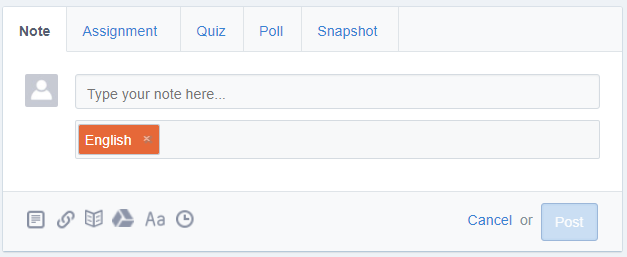 Note Assignment Quiz Poll Snapshot
Type your note here...
English ×
Aa Cancel or Post